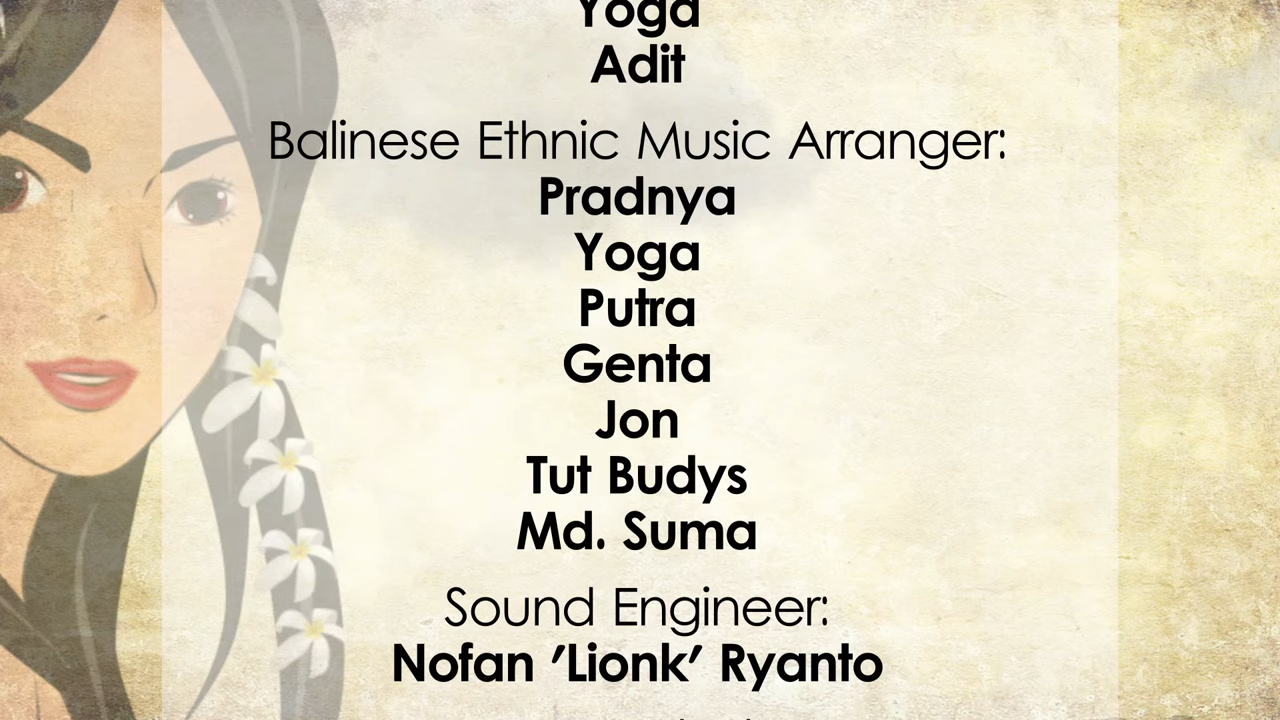 Yoga
Adit
Balinese Ethnic Music Arranger:
Pradnya
Yoga
Putra
Genta
Jon
Tut Budys
Md. Suma
Sound Engineer:
Nofan 'Lionk' Ryanto